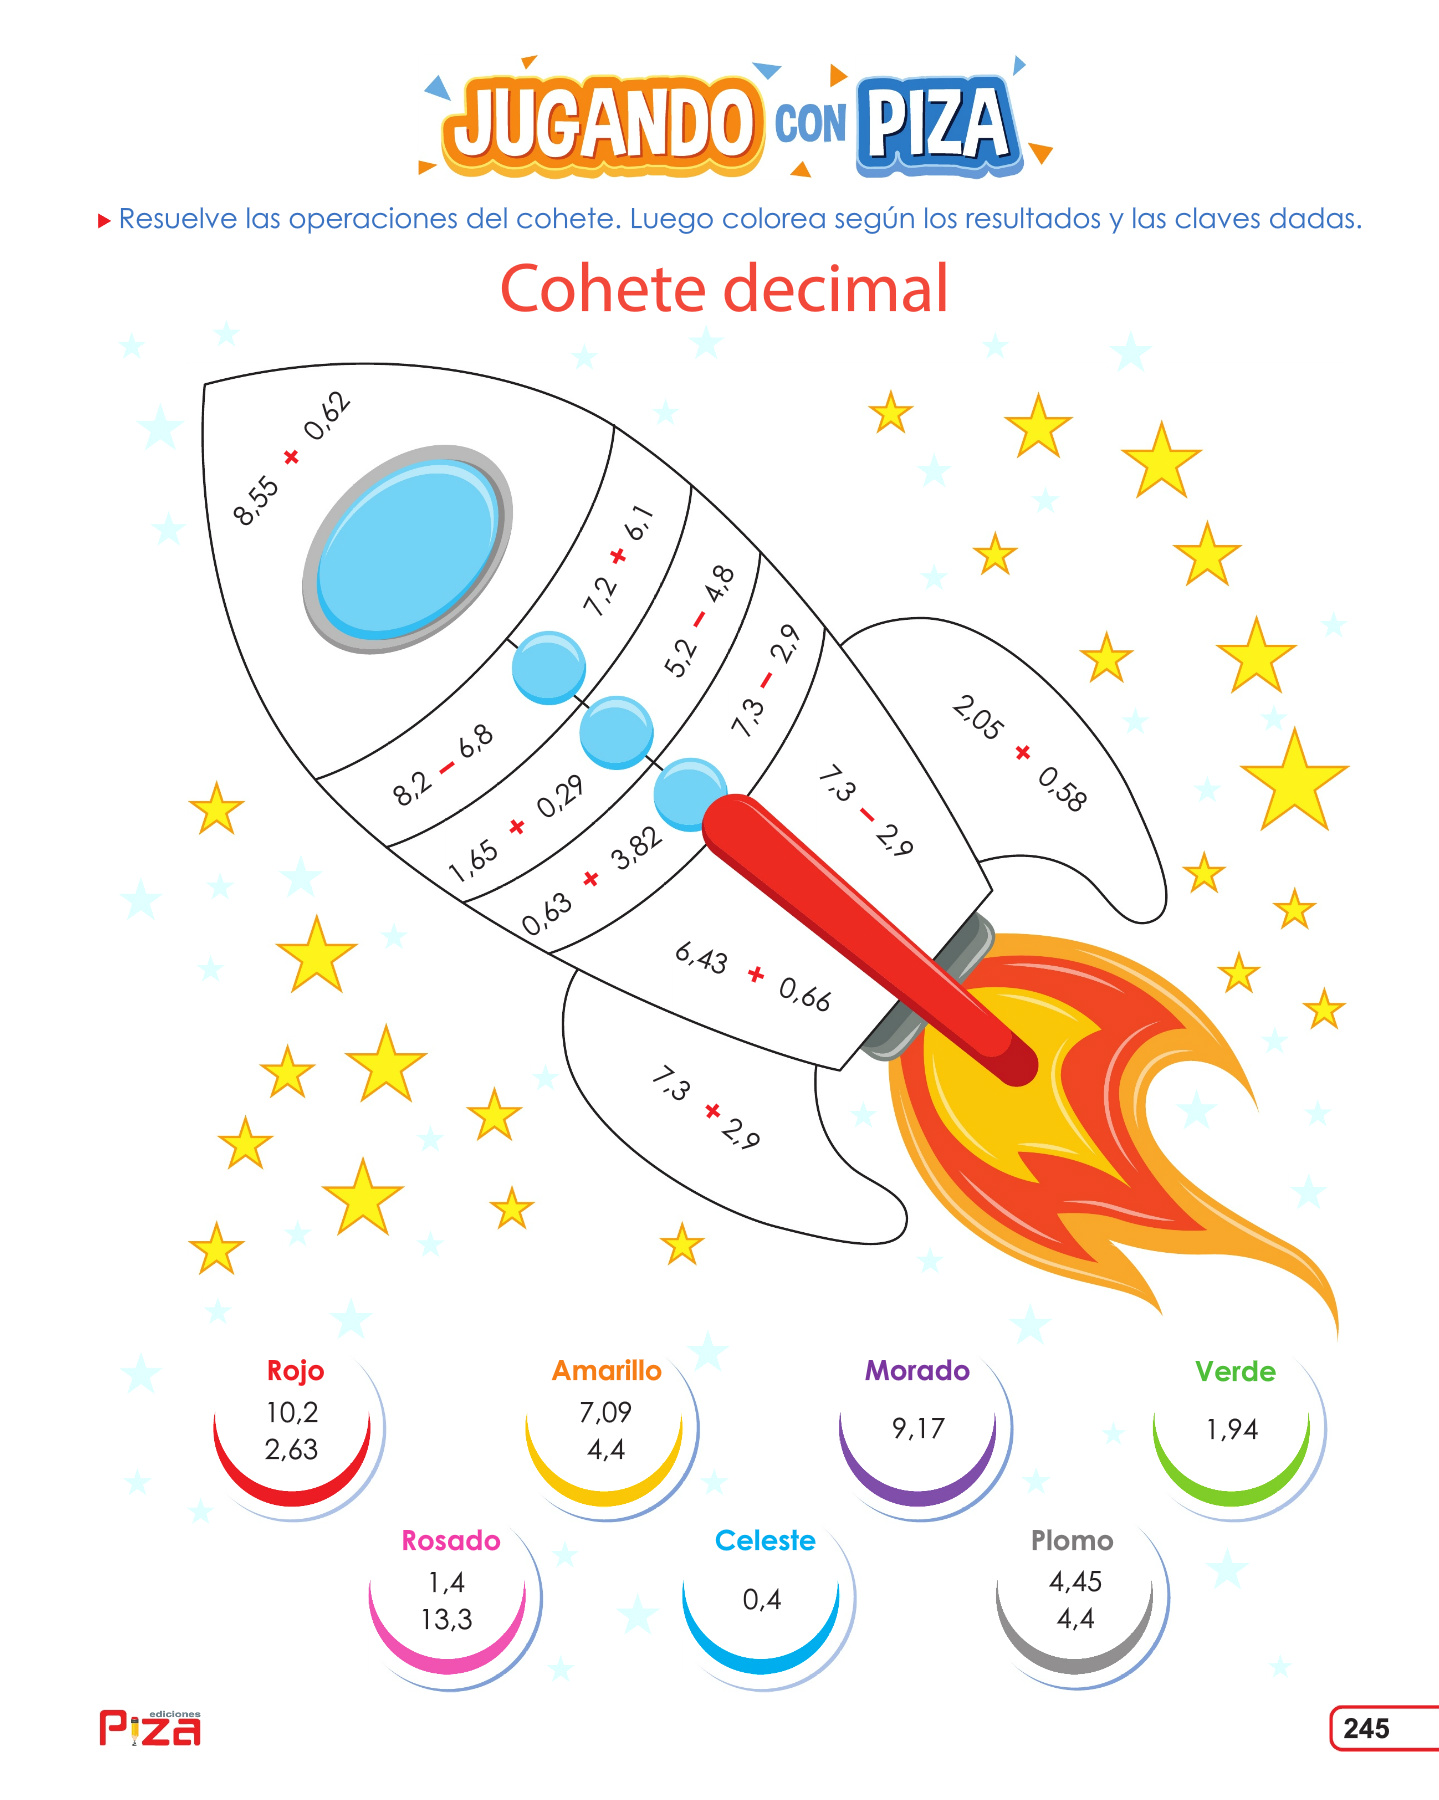 JUGANDO CON PIZA
Resuelve las operaciones del cohete. Luego colorea según los resultados y las claves dadas.
Cohete decimal
8,55 + 0,62
7,2 + 6,1
5,2 − 4,8
7,3 − 2,9
8,2 − 6,8
1,65 + 0,29
0,63 + 3,82
7,3 − 2,9
2,05 + 0,58
6,43 + 0,66
7,3 + 2,9
Rojo
10,2
2,63
Amarillo
7,09
4,4
Morado
9,17
Verde
1,94
Rosado
1,4
13,3
Celeste
0,4
Plomo
4,45
4,4
ediciones
Piza
245